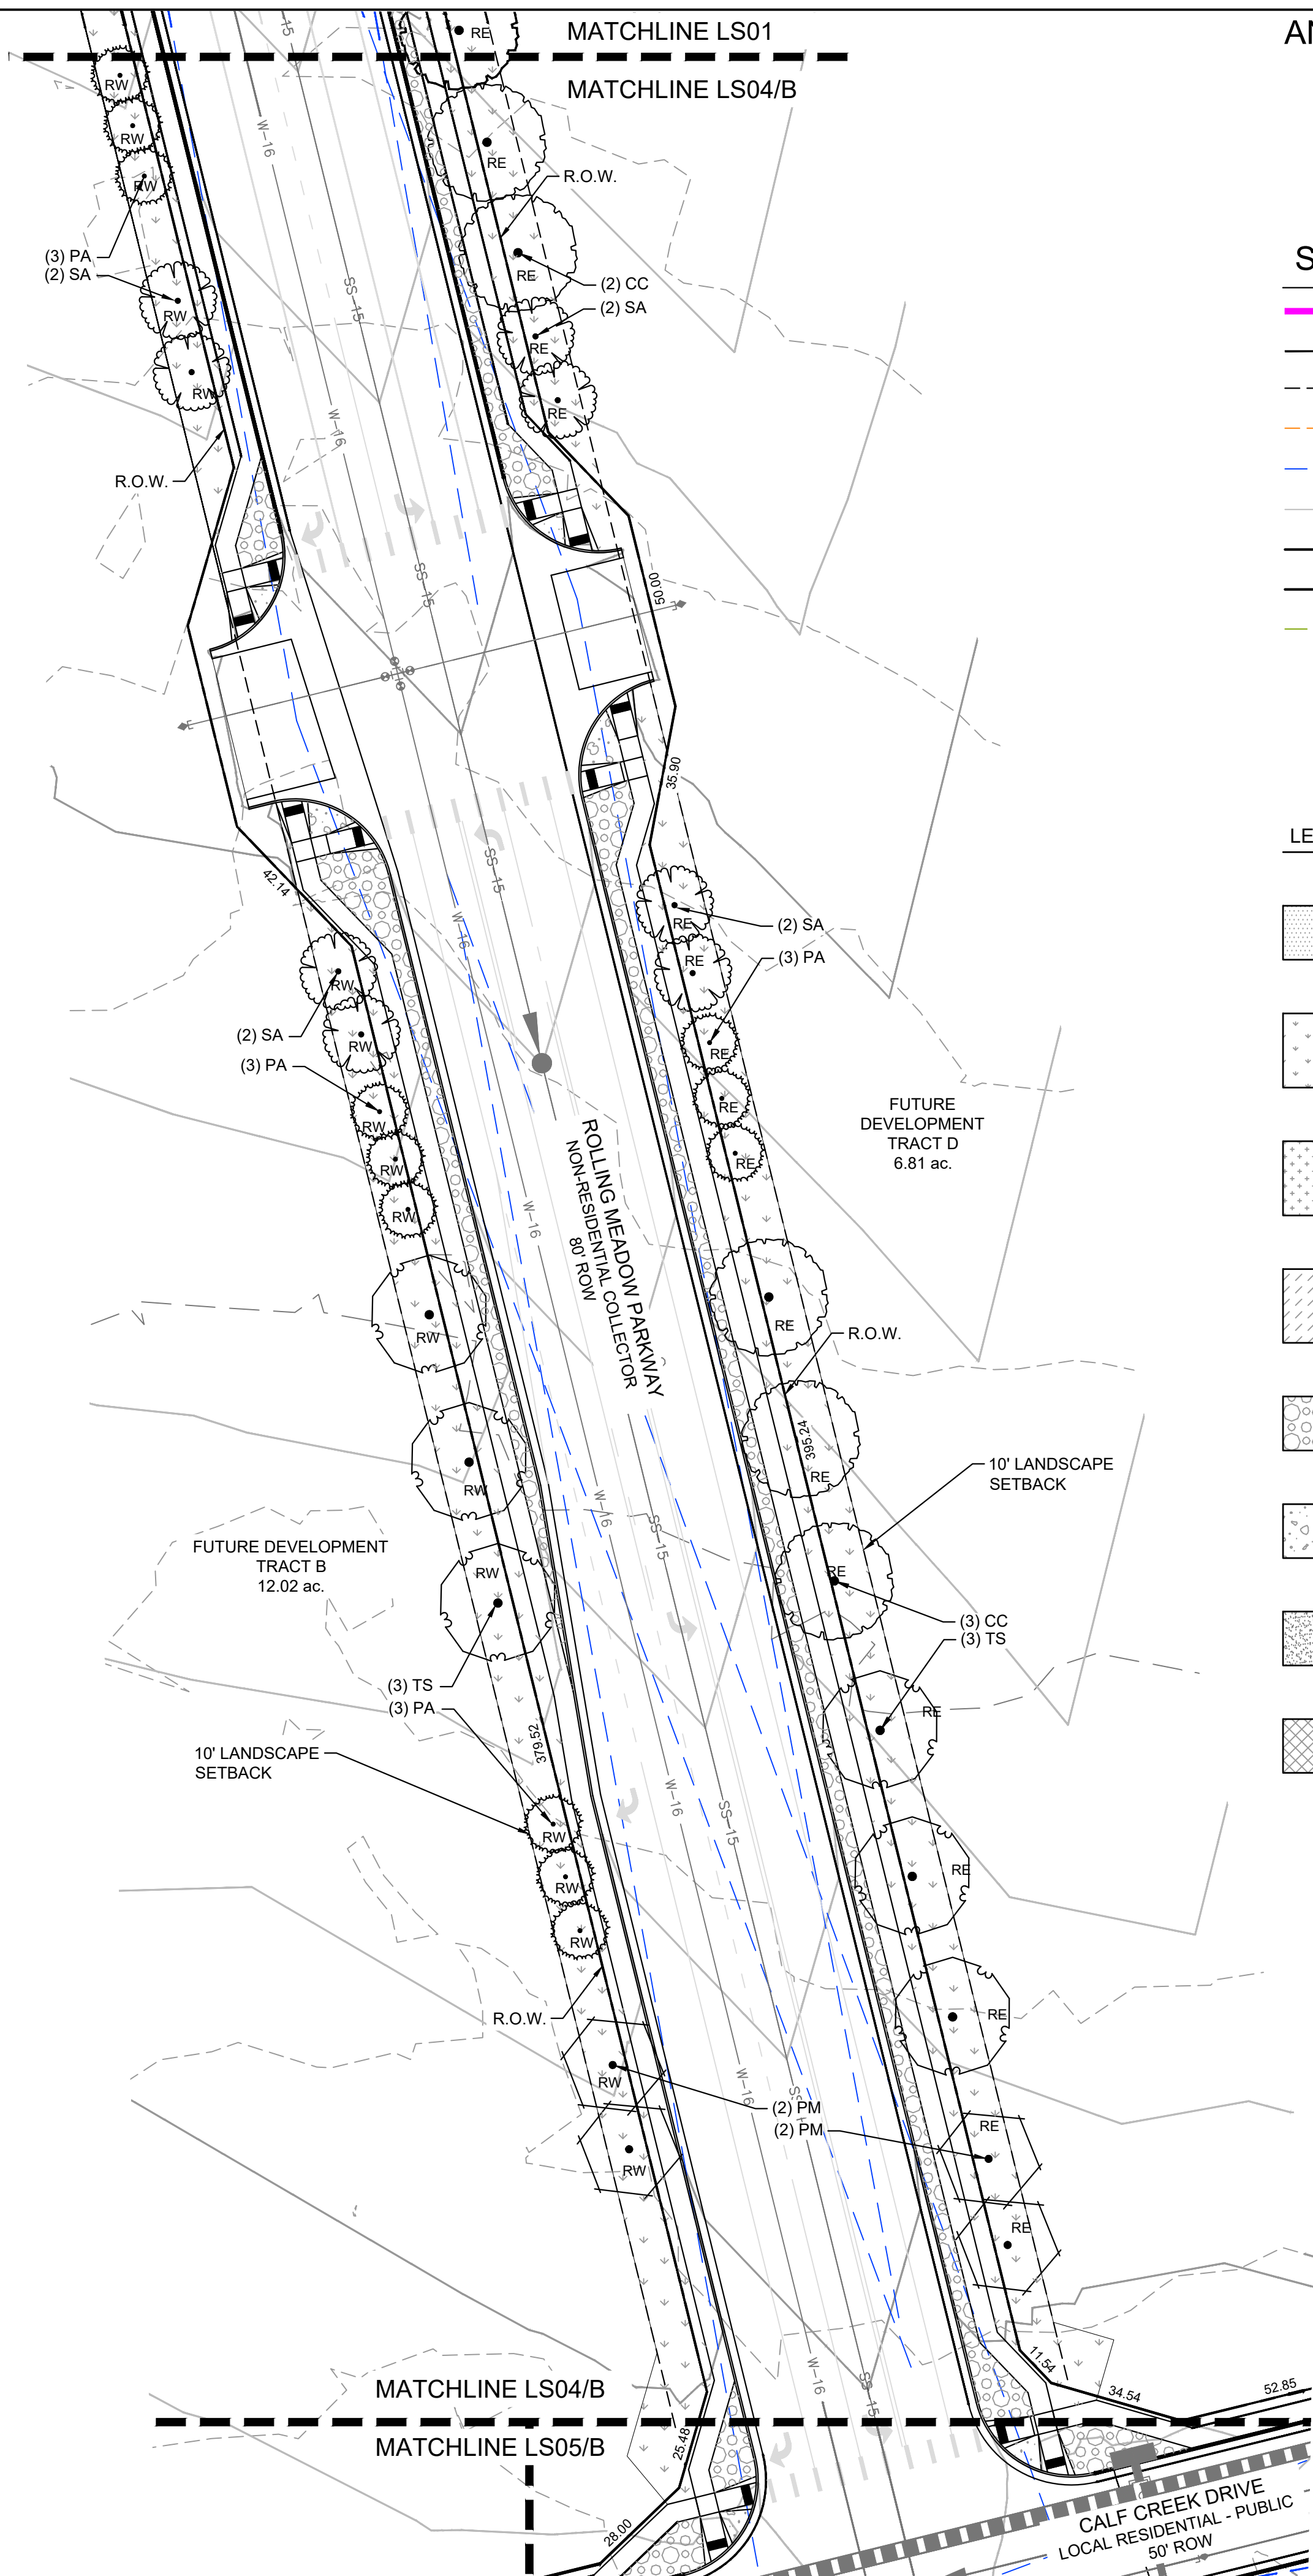 MATCHLINE LS01
AN
RE
MATCHLINE LS04/B
RW
RW
RW
RE
R.O.W.
(3) PA
(2) SA
RW
RW
W-16
SS-15
RE
(2) CC
(2) SA
RE
RE
S
R.O.W.
W-16
SS-15
50.00
35.90
LE
42.14
SS-15
W-16
RE
(2) SA
RE
(3) PA
RW
(2) SA
RW
(3) PA
RW
RW
RW
RE
RE
RE
FUTURE
DEVELOPMENT
TRACT D
6.81 ac.
ROLLING MEADOW PARKWAY
NON-RESIDENTIAL COLLECTOR
80' ROW
W-16
RW
RE
R.O.W.
395.24
RE
RW
10' LANDSCAPE
SETBACK
W-16
SS-15
FUTURE DEVELOPMENT
TRACT B
12.02 ac.
RW
RE
(3) CC
(3) TS
(3) TS
(3) PA
RE
379.52
10' LANDSCAPE
SETBACK
W-16
SS-15
RW
RW
RW
RE
RE
R.O.W.
RW
W-16
(2) PM
(2) PM
RE
RW
RE
11.54
34.54
52.85
W-16
SS-15
MATCHLINE LS04/B
MATCHLINE LS05/B
25.48
28.00
CALF CREEK DRIVE
LOCAL RESIDENTIAL - PUBLIC
50' ROW